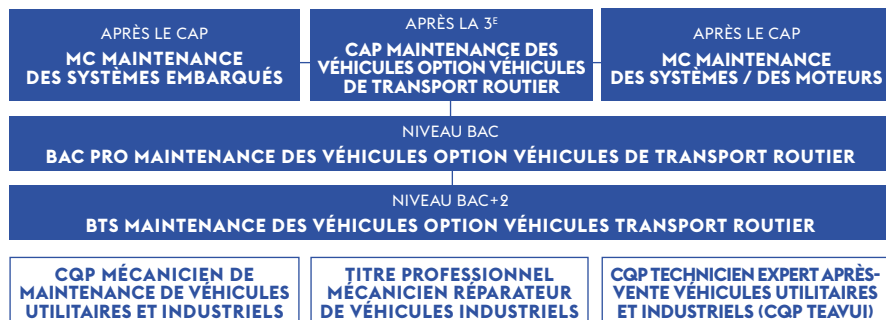 APRÈS LE CAP
MC MAINTENANCE
DES SYSTÈMES EMBARQUÉS
APRÈS LA 3E
CAP MAINTENANCE DES
VÉHICULES OPTION VÉHICULES
DE TRANSPORT ROUTIER
APRÈS LE CAP
MC MAINTENANCE
DES SYSTÈMES / DES MOTEURS
NIVEAU BAC
BAC PRO MAINTENANCE DES VÉHICULES OPTION VÉHICULES DE TRANSPORT ROUTIER
NIVEAU BAC+2
BTS MAINTENANCE DES VÉHICULES OPTION VÉHICULES TRANSPORT ROUTIER
CQP MÉCANICIEN DE
MAINTENANCE DE VÉHICULES
UTILITAIRES ET INDUSTRIELS
TITRE PROFESSIONNEL
MÉCANICIEN RÉPARATEUR
DE VÉHICULES INDUSTRIELS
CQP TECHNICIEN EXPERT APRÈS-
VENTE VÉHICULES UTILITAIRES
ET INDUSTRIELS (CQP TEAVUI)